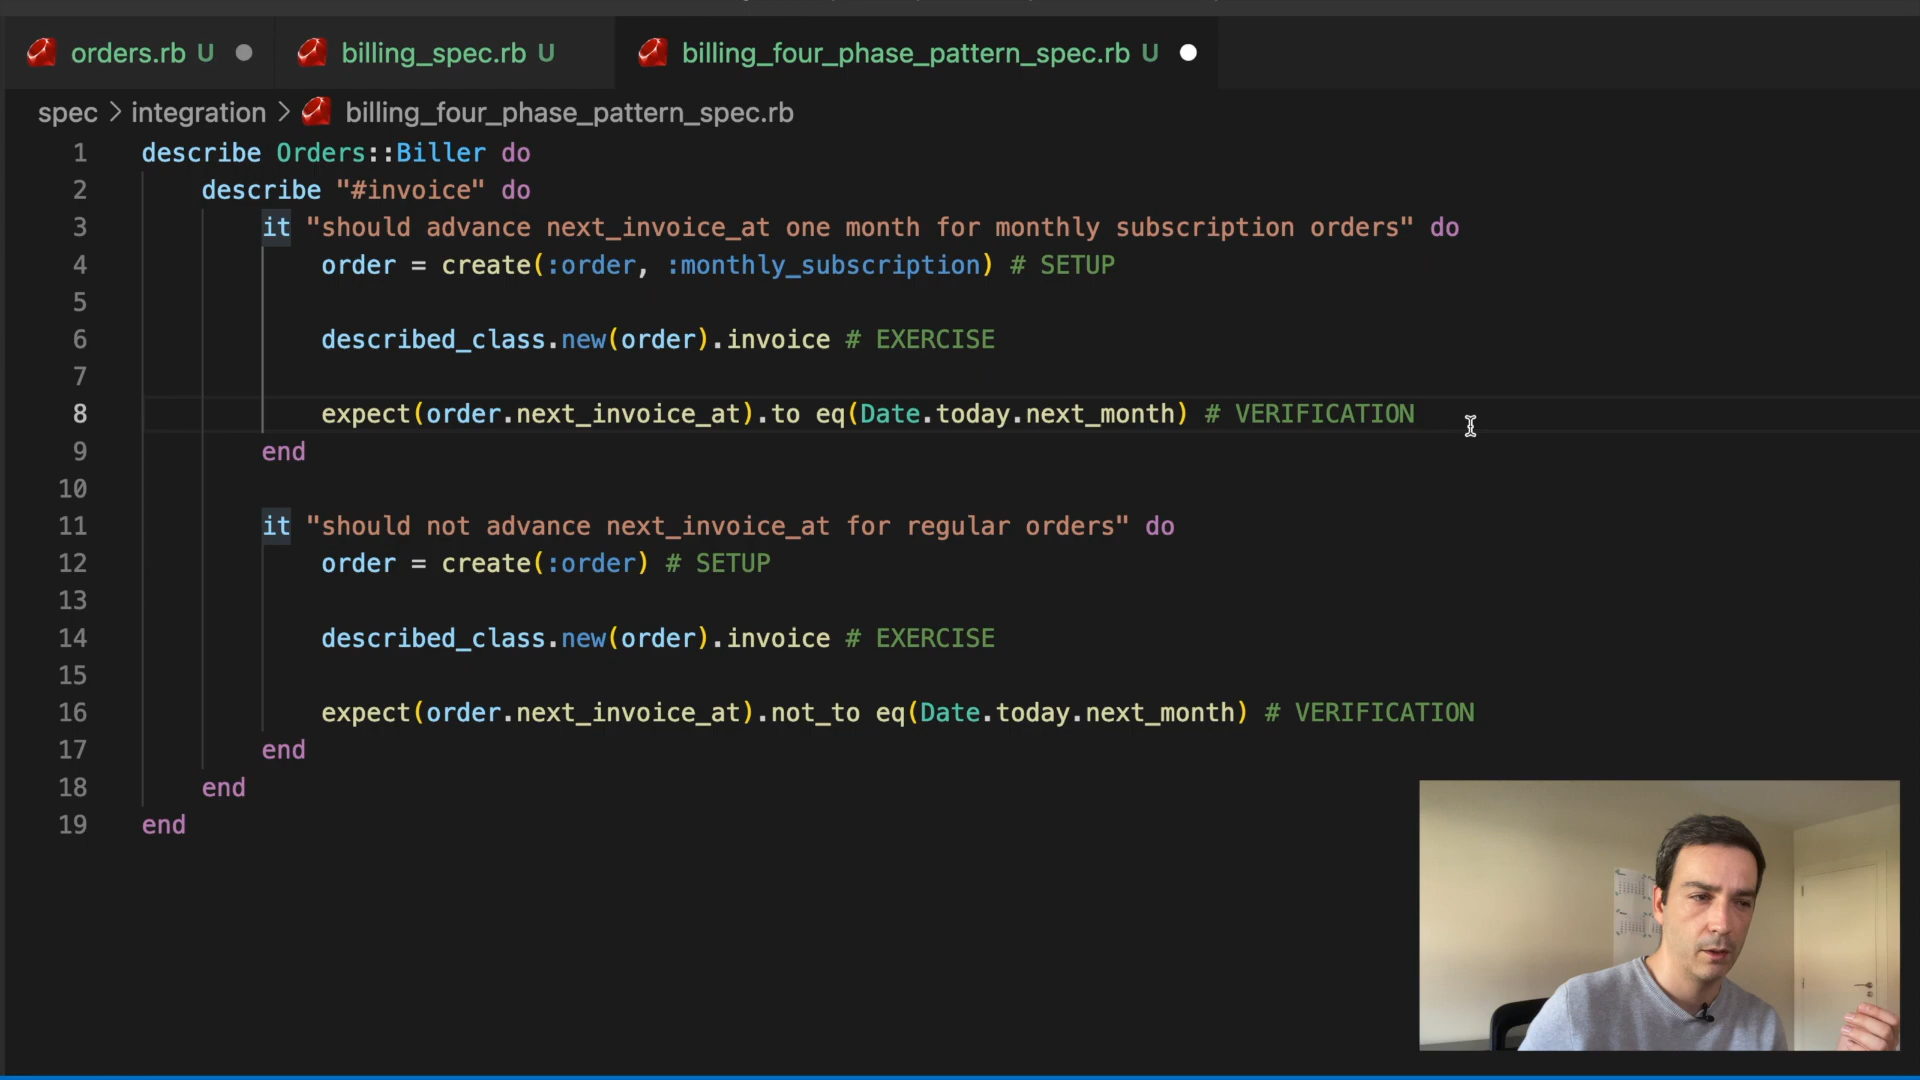 orders.rb U billing_spec.rb U billing_four_phase_pattern_spec.rb U
spec > integration > billing_four_phase_pattern_spec.rb
1 describe Orders::Biller do
2 describe "#invoice" do
3 it "should advance next_invoice_at one month for monthly subscription orders" do
4 order = create(:order, :monthly_subscription) # SETUP
5
6 described_class.new(order).invoice # EXERCISE
7
8 expect(order.next_invoice_at).to eq(Date.today.next_month) # VERIFICATION
9 end
10
11 it "should not advance next_invoice_at for regular orders" do
12 order = create(:order) # SETUP
13
14 described_class.new(order).invoice # EXERCISE
15
16 expect(order.next_invoice_at).not_to eq(Date.today.next_month) # VERIFICATION
17 end
18 end
19 end